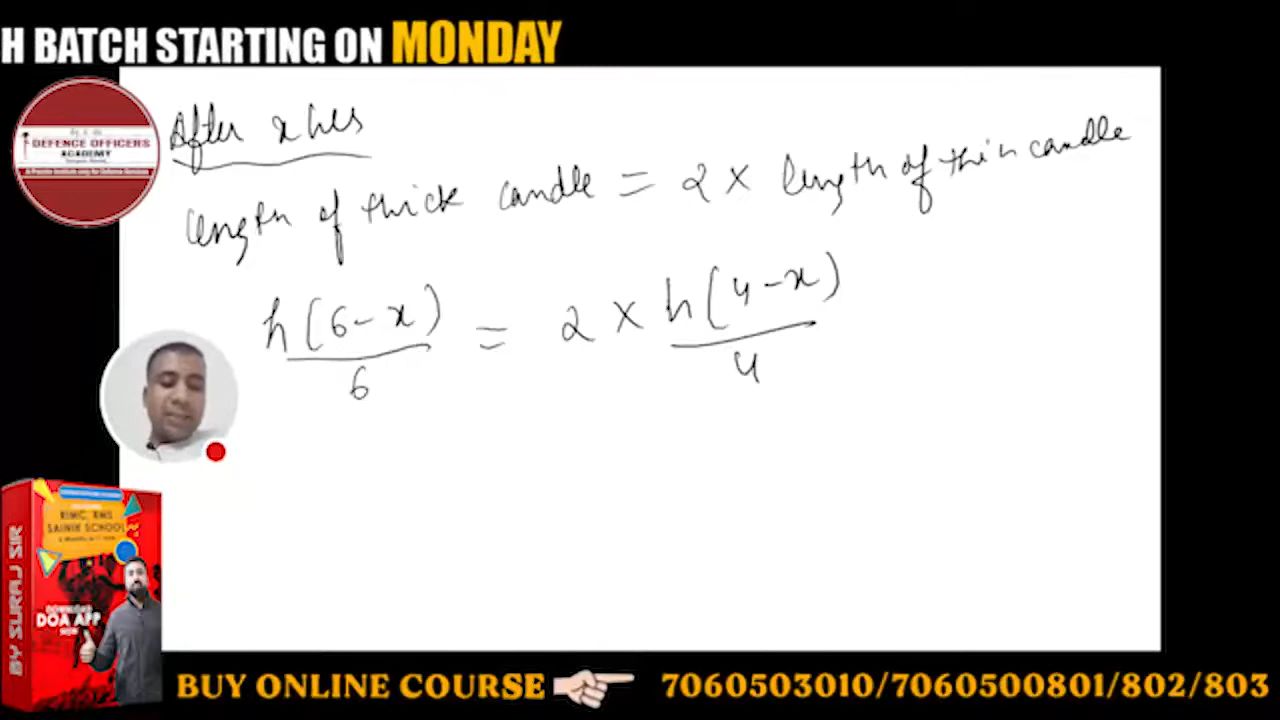 H BATCH STARTING ON MONDAY
DEFENCE OFFICERS
ACADEMY
After x hrs
length of thick candle = 2 × length of thin candle
h(6-x)/6 = 2 × h(4-x)/4
RIMC, RMS
SAINIK SCHOOL
BY SURAJ SIR
DOWNLOAD
DOA APP
NOW
BUY ONLINE COURSE 7060503010/7060500801/802/803